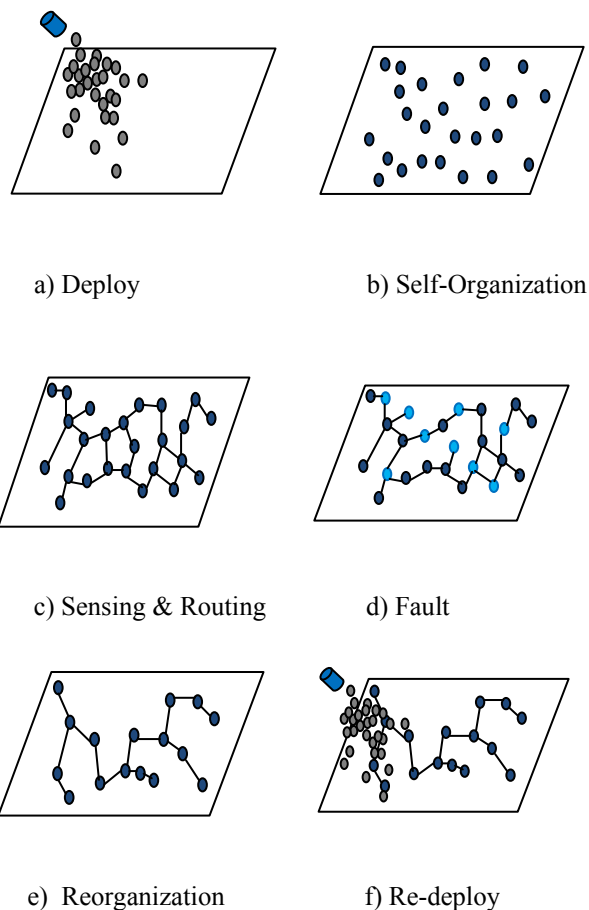 a) Deploy
b) Self-Organization
c) Sensing & Routing
d) Fault
e) Reorganization
f) Re-deploy